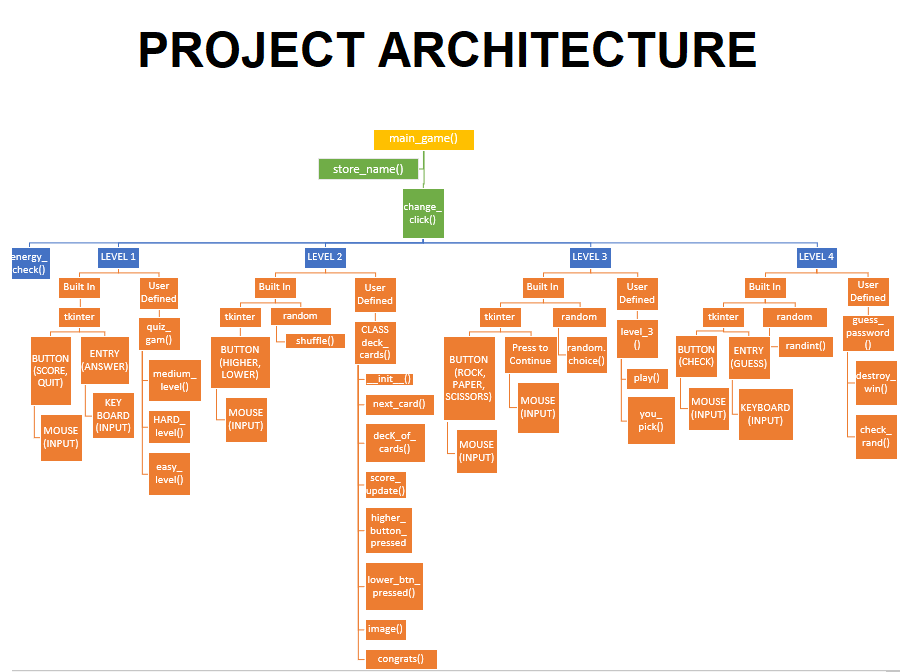 PROJECT ARCHITECTURE
main_game()
store_name()
change_
click()
energy_
check()
LEVEL 1
Built In
tkinter
BUTTON
(SCORE,
QUIT)
MOUSE
(INPUT)
ENTRY
(ANSWER)
KEY
BOARD
(INPUT)
User
Defined
quiz_
gam()
medium_
level()
HARD_
level()
easy_
level()
LEVEL 2
Built In
tkinter
BUTTON
(HIGHER,
LOWER)
MOUSE
(INPUT)
random
shuffle()
User
Defined
CLASS
deck_
cards()
__init__()
next_card()
decK_of_
cards()
score_
update()
higher_
button_
pressed
lower_btn_
pressed()
image()
congrats()
LEVEL 3
Built In
tkinter
BUTTON
(ROCK,
PAPER,
SCISSORS)
MOUSE
(INPUT)
Press to
Continue
MOUSE
(INPUT)
random
random.
choice()
User
Defined
level_3
()
play()
you_
pick()
LEVEL 4
Built In
tkinter
BUTTON
(CHECK)
MOUSE
(INPUT)
ENTRY
(GUESS)
KEYBOARD
(INPUT)
random
randint()
User
Defined
guess_
password
()
destroy_
win()
check_
rand()